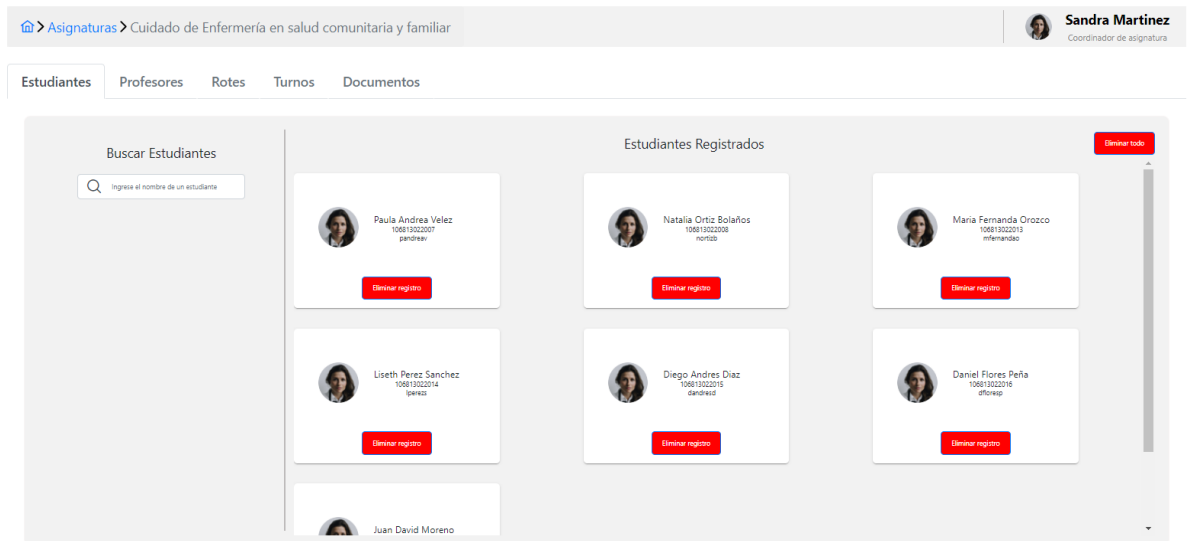 Asignaturas Cuidado de Enfermería en salud comunitaria y familiar
Sandra Martinez
Coordinador de asignatura
Estudiantes Profesores Rotes Turnos Documentos
Buscar Estudiantes
Ingrese el nombre de un estudiante
Estudiantes Registrados
Eliminar todo
Paula Andrea Velez
106813022007
pandreav
Eliminar registro
Natalia Ortiz Bolaños
106813022008
nortizb
Eliminar registro
Maria Fernanda Orozco
106813022013
mfernandao
Eliminar registro
Liseth Perez Sanchez
106813022014
lperezs
Eliminar registro
Diego Andres Diaz
106813022015
dandresd
Eliminar registro
Daniel Flores Peña
106813022016
dfloresp
Eliminar registro
Juan David Moreno